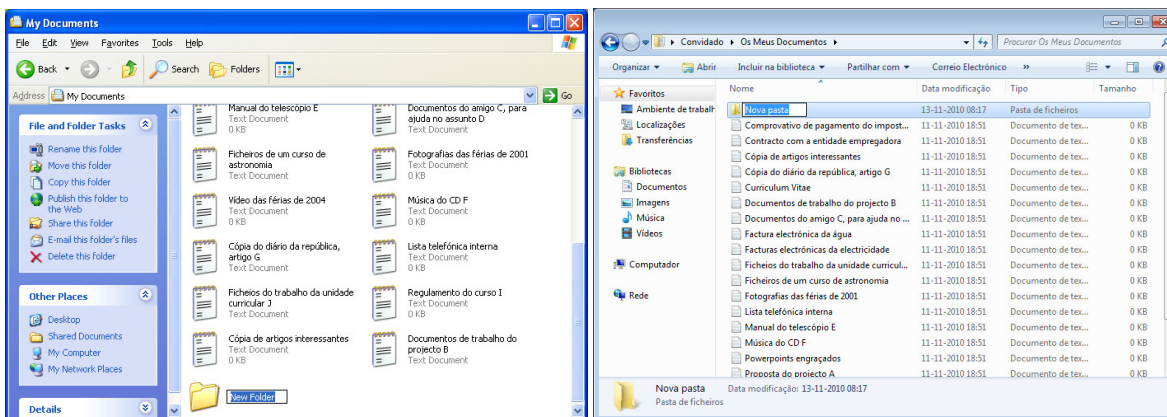 My Documents
File Edit View Favorites Tools Help
Back Search Folders
Address My Documents Go
File and Folder Tasks
Rename this folder
Move this folder
Copy this folder
Publish this folder to
the Web
Share this folder
E-mail this folder's files
Delete this folder
Other Places
Desktop
Shared Documents
My Computer
My Network Places
Details
Manual do telescópio E
Text Document
0 KB
Documentos do amigo C, para
ajuda no assunto D
Text Document
Ficheiros de um curso de
astronomia
Text Document
Fotografias das férias de 2001
Text Document
0 KB
Vídeo das férias de 2004
Text Document
0 KB
Música do CD F
Text Document
0 KB
Cópia do diário da república,
artigo G
Text Document
Lista telefónica interna
Text Document
0 KB
Ficheiros do trabalho da unidade
curricular J
Text Document
Regulamento do curso I
Text Document
0 KB
Cópia de artigos interessantes
Text Document
0 KB
Documentos de trabalho do
projecto B
Text Document
New Folder
Convidado Os Meus Documentos
Procurar Os Meus Documentos
Organizar Abrir Incluir na biblioteca Partilhar com Correio Electrónico »
Favoritos
Ambiente de trabalh
Localizações
Transferências
Bibliotecas
Documentos
Imagens
Música
Vídeos
Computador
Rede
Nome Data modificação Tipo Tamanho
Nova pasta 13-11-2010 08:17 Pasta de ficheiros
Comprovativo de pagamento do impost... 11-11-2010 18:51 Documento de tex... 0 KB
Contracto com a entidade empregadora 11-11-2010 18:51 Documento de tex... 0 KB
Cópia de artigos interessantes 11-11-2010 18:51 Documento de tex... 0 KB
Cópia do diário da república, artigo G 11-11-2010 18:51 Documento de tex... 0 KB
Curriculum Vitae 11-11-2010 18:51 Documento de tex... 0 KB
Documentos de trabalho do projecto B 11-11-2010 18:51 Documento de tex... 0 KB
Documentos do amigo C, para ajuda no ... 11-11-2010 18:51 Documento de tex... 0 KB
Factura electrónica da água 11-11-2010 18:51 Documento de tex... 0 KB
Facturas electrónicas da electricidade 11-11-2010 18:51 Documento de tex... 0 KB
Ficheios do trabalho da unidade curricul... 11-11-2010 18:51 Documento de tex... 0 KB
Ficheiros de um curso de astronomia 11-11-2010 18:51 Documento de tex... 0 KB
Fotografias das férias de 2001 11-11-2010 18:51 Documento de tex... 0 KB
Lista telefónica interna 11-11-2010 18:51 Documento de tex... 0 KB
Manual do telescópio E 11-11-2010 18:51 Documento de tex... 0 KB
Música do CD F 11-11-2010 18:51 Documento de tex... 0 KB
Powerpoints engraçados 11-11-2010 18:51 Documento de tex... 0 KB
Proposta do projecto A 11-11-2010 18:51 Documento de tex... 0 KB
Nova pasta Data modificação: 13-11-2010 08:17
Pasta de ficheiros